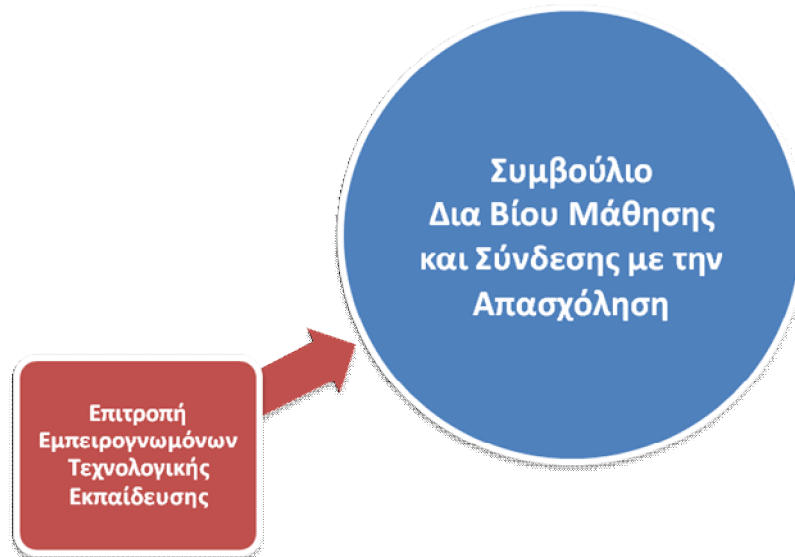 Συμβούλιο
Δια Βίου Μάθησης
και Σύνδεσης με την
Απασχόληση
Επιτροπή
Εμπειρογνωμόνων
Τεχνολογικής
Εκπαίδευσης